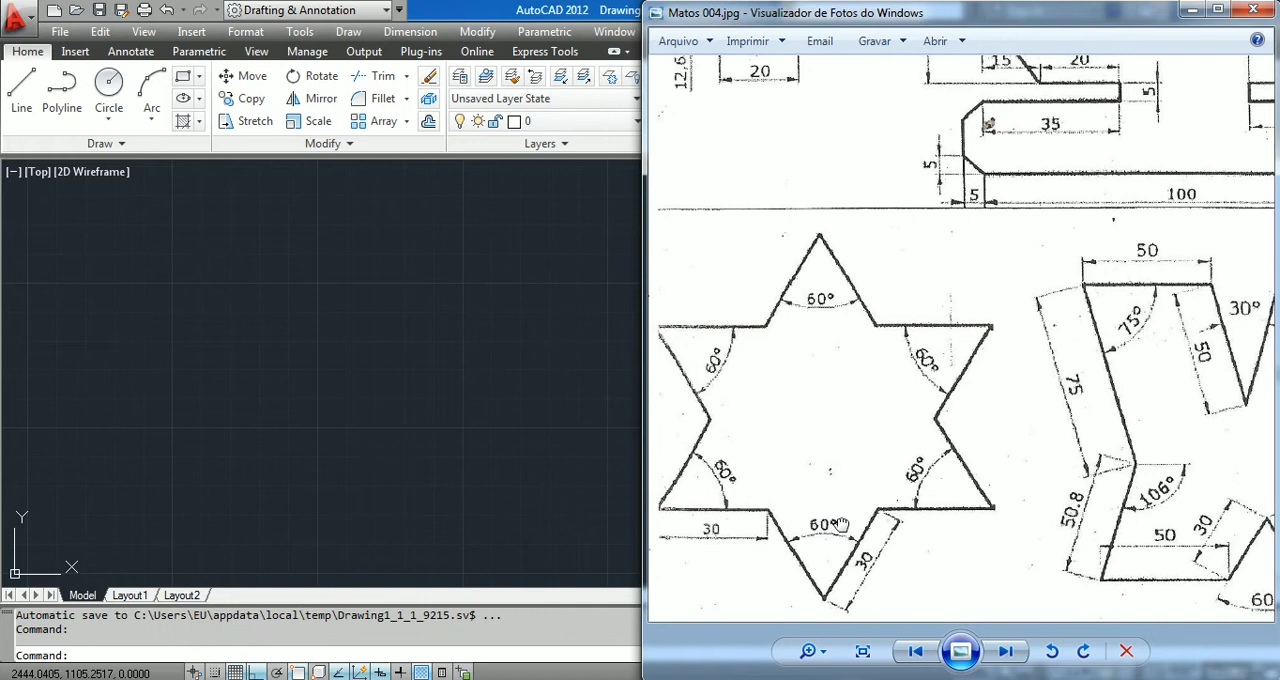 Drafting & Annotation
AutoCAD 2012 Drawing
Home Edit View Insert Format Tools Draw Dimension Modify Parametric Window
Home Insert Annotate Parametric View Manage Output Plug-ins Online Express Tools
Line Polyline Circle Arc
Move Rotate Trim
Copy Mirror Fillet
Stretch Scale Array
Unsaved Layer State
0
Draw Modify Layers
[−] [Top] [2D Wireframe]
Y
X
Model Layout1 Layout2
Automatic save to C:\Users\EU\appdata\local\temp\Drawing1_1_1_9215.sv$ ...
Command:
Command:
2444.0405, 1105.2517, 0.0000
Matos 004.jpg - Visualizador de Fotos do Windows
Arquivo Imprimir Email Gravar Abrir
12,6
20
15
20
5
35
5
5
100
60°
60°
60°
60°
60°
60°
30
30
50
75°
30°
50
75
106°
50,8
50
30
60